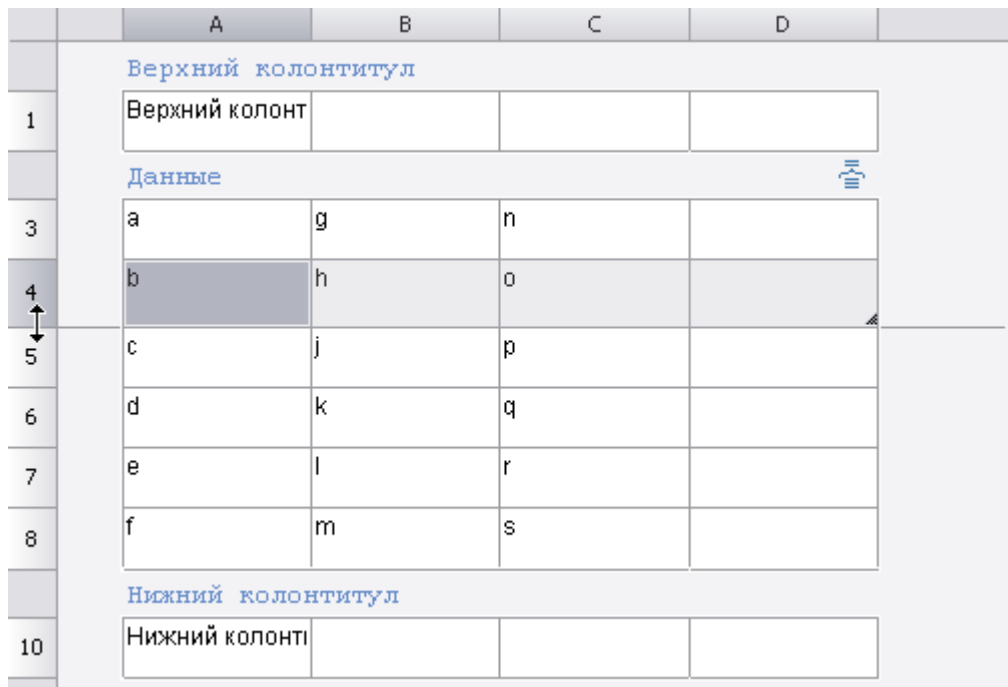 A B C D
Верхний колонтитул
1 Верхний колонт
Данные
3 a g n
4 b h o
5 c j p
6 d k q
7 e l r
8 f m s
Нижний колонтитул
10 Нижний колонт